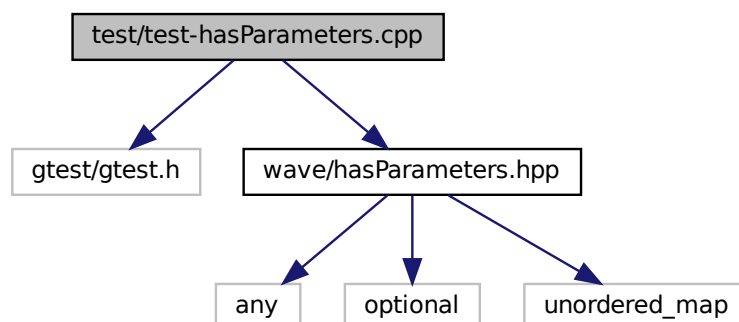 test/test-hasParameters.cpp
gtest/gtest.h
wave/hasParameters.hpp
any
optional
unordered_map